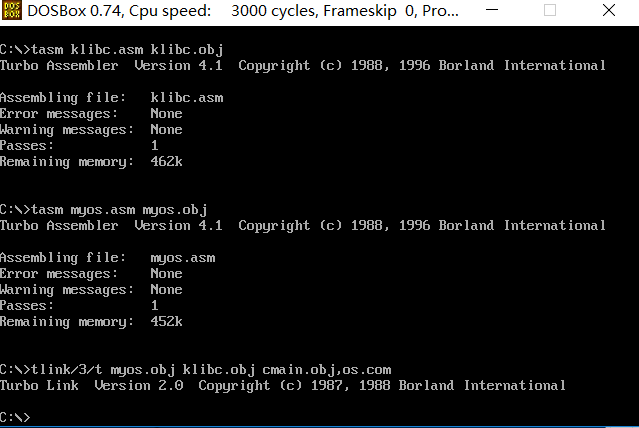 DOS BOX
DOSBox 0.74, Cpu speed: 3000 cycles, Frameskip 0, Pro...
C:\>tasm klibc.asm klibc.obj
Turbo Assembler Version 4.1 Copyright (c) 1988, 1996 Borland International
Assembling file: klibc.asm
Error messages: None
Warning messages: None
Passes: 1
Remaining memory: 462k
C:\>tasm myos.asm myos.obj
Turbo Assembler Version 4.1 Copyright (c) 1988, 1996 Borland International
Assembling file: myos.asm
Error messages: None
Warning messages: None
Passes: 1
Remaining memory: 452k
C:\>tlink/3/t myos.obj klibc.obj cmain.obj,os.com
Turbo Link Version 2.0 Copyright (c) 1987, 1988 Borland International
C:\>